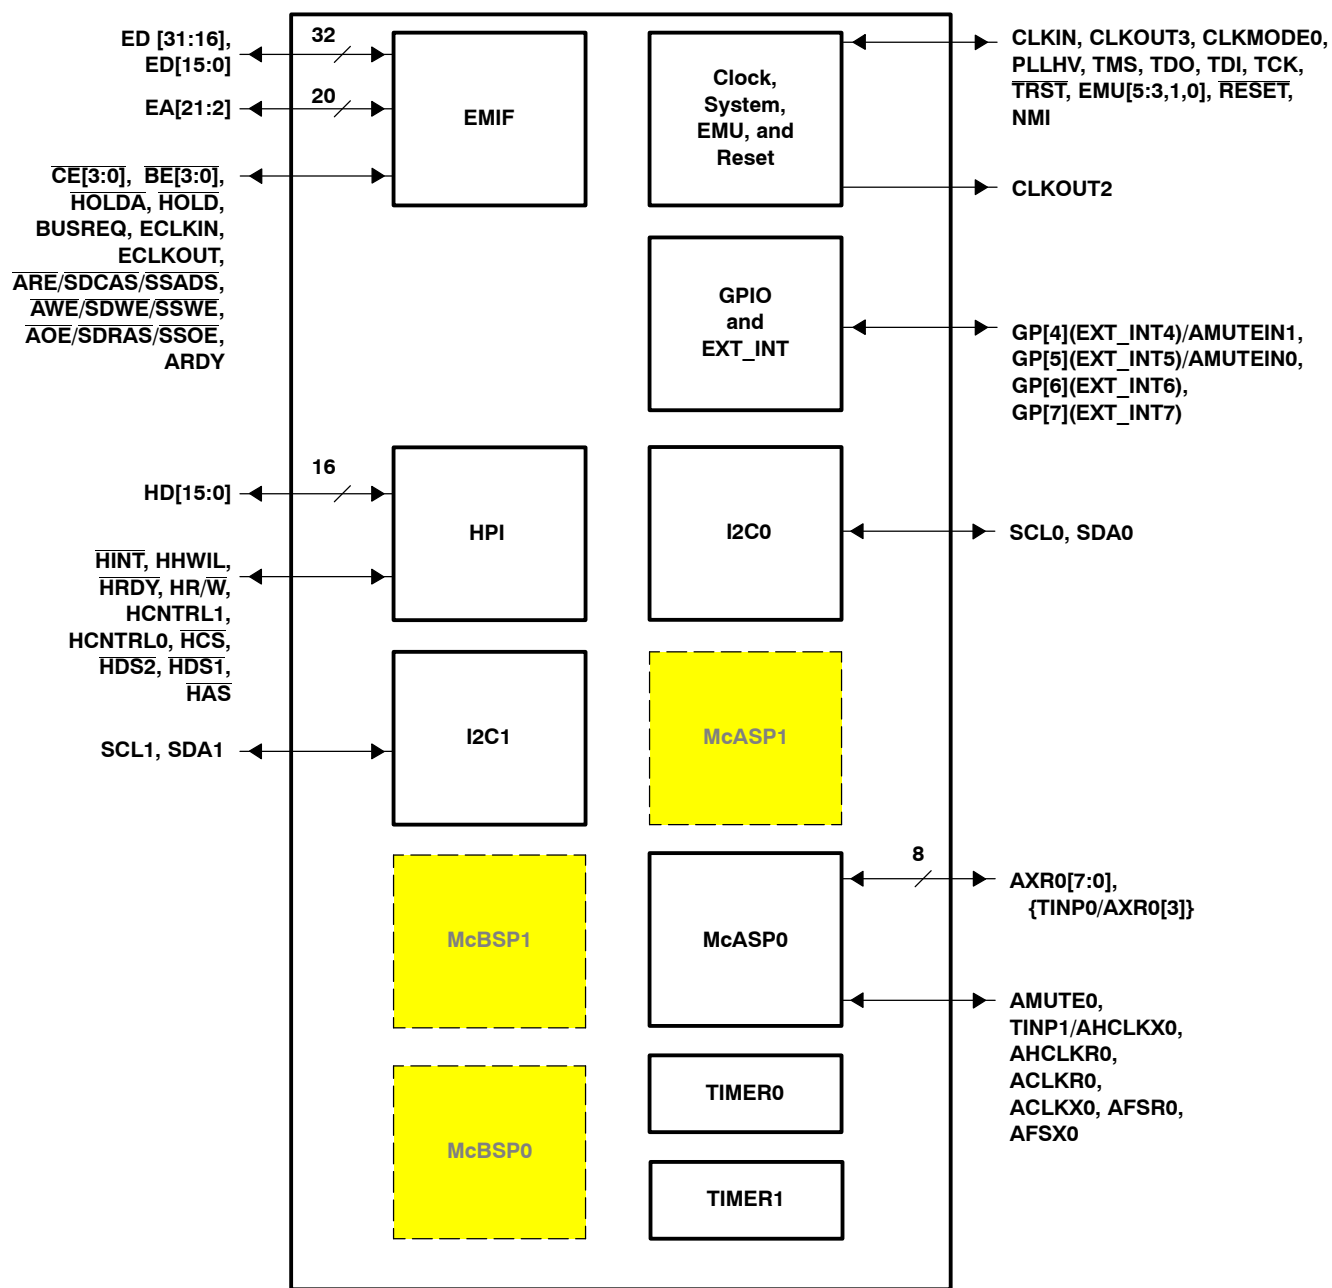 ED [31:16],
ED[15:0]
32
EA[21:2]
20
CE[3:0], BE[3:0],
HOLDA, HOLD,
BUSREQ, ECLKIN,
ECLKOUT,
ARE/SDCAS/SSADS,
AWE/SDWE/SSWE,
AOE/SDRAS/SSOE,
ARDY
EMIF
Clock,
System,
EMU, and
Reset
CLKIN, CLKOUT3, CLKMODE0,
PLLHV, TMS, TDO, TDI, TCK,
TRST, EMU[5:3,1,0], RESET,
NMI
CLKOUT2
GPIO
and
EXT_INT
GP[4](EXT_INT4)/AMUTEIN1,
GP[5](EXT_INT5)/AMUTEIN0,
GP[6](EXT_INT6),
GP[7](EXT_INT7)
HD[15:0]
16
HINT, HHWIL,
HRDY, HR/W,
HCNTRL1,
HCNTRL0, HCS,
HDS2, HDS1,
HAS
HPI
I2C0
SCL0, SDA0
SCL1, SDA1
I2C1
McASP1
McBSP1
McASP0
8
AXR0[7:0],
{TINP0/AXR0[3]}
AMUTE0,
TINP1/AHCLKX0,
AHCLKR0,
ACLKR0,
ACLKX0, AFSR0,
AFSX0
McBSP0
TIMER0
TIMER1